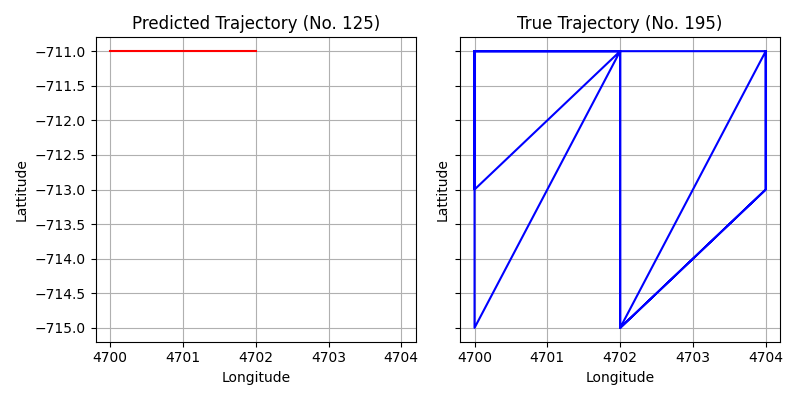 Predicted Trajectory (No. 125)
True Trajectory (No. 195)
−711.0
−711.5
−712.0
−712.5
−713.0
−713.5
−714.0
−714.5
−715.0
Lattitude
Lattitude
4700 4701 4702 4703 4704
4700 4701 4702 4703 4704
Longitude
Longitude